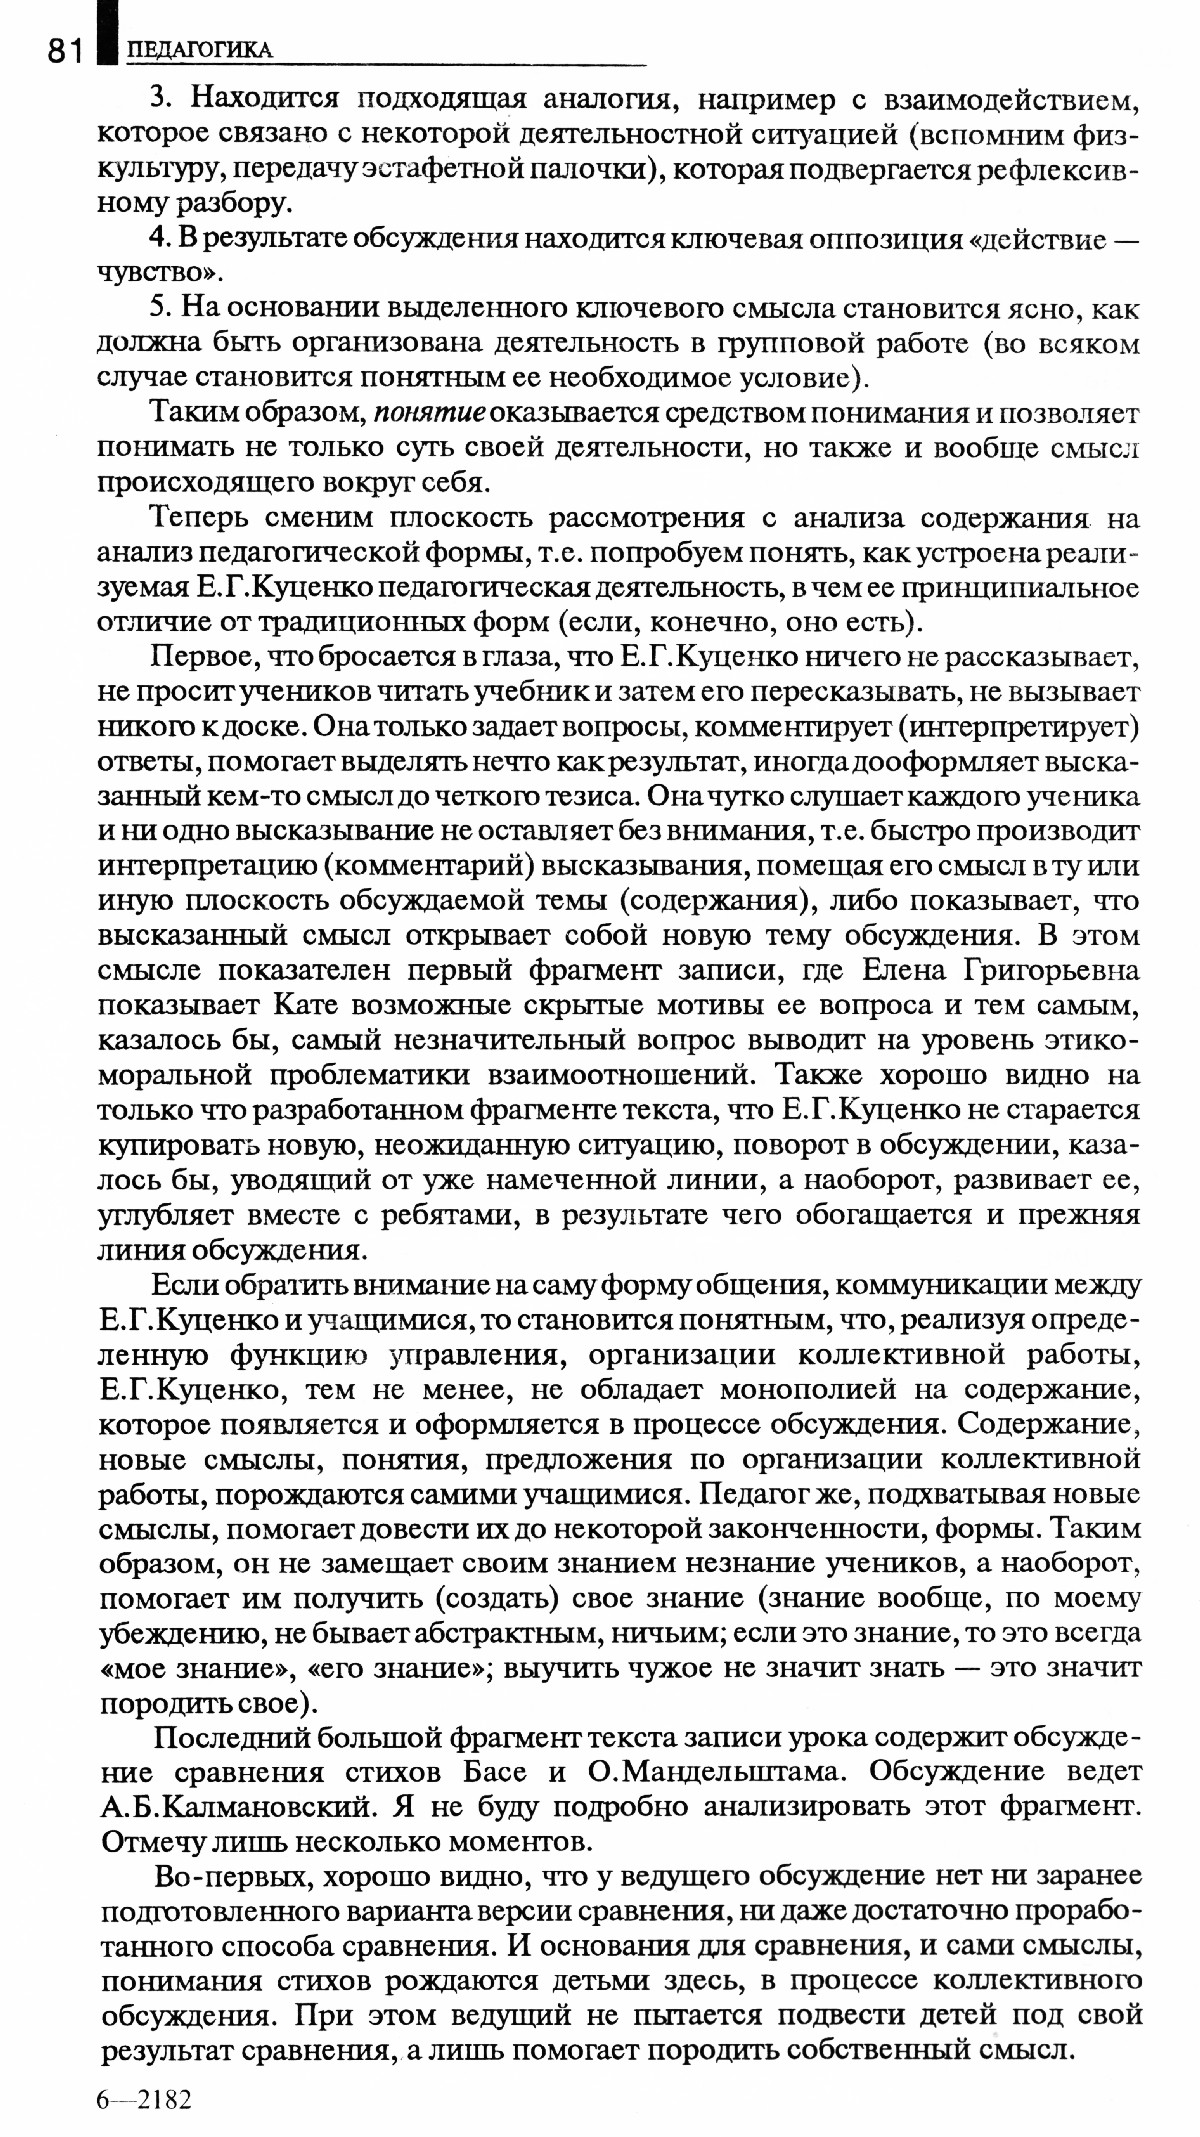 81 ПЕДАГОГИКА
3. Находится подходящая аналогия, например с взаимодействием,
которое связано с некоторой деятельностной ситуацией (вспомним физ-
культуру, передачу эстафетной палочки), которая подвергается рефлексив-
ному разбору.
4. В результате обсуждения находится ключевая оппозиция «действие —
чувство».
5. На основании выделенного ключевого смысла становится ясно, как
должна быть организована деятельность в групповой работе (во всяком
случае становится понятным ее необходимое условие).
Таким образом, понятие оказывается средством понимания и позволяет
понимать не только суть своей деятельности, но также и вообще смысл
происходящего вокруг себя.
Теперь сменим плоскость рассмотрения с анализа содержания на
анализ педагогической формы, т.е. попробуем понять, как устроена реали-
зуемая Е.Г.Куценко педагогическая деятельность, в чем ее принципиальное
отличие от традиционных форм (если, конечно, оно есть).
Первое, что бросается в глаза, что Е.Г.Куценко ничего не рассказывает,
не просит учеников читать учебник и затем его пересказывать, не вызывает
никого к доске. Она только задает вопросы, комментирует (интерпретирует)
ответы, помогает выделять нечто как результат, иногда дооформляет выска-
занный кем-то смысл до четкого тезиса. Она чутко слушает каждого ученика
и ни одно высказывание не оставляет без внимания, т.е. быстро производит
интерпретацию (комментарий) высказывания, помещая его смысл в ту или
иную плоскость обсуждаемой темы (содержания), либо показывает, что
высказанный смысл открывает собой новую тему обсуждения. В этом
смысле показателен первый фрагмент записи, где Елена Григорьевна
показывает Кате возможные скрытые мотивы ее вопроса и тем самым,
казалось бы, самый незначительный вопрос выводит на уровень этико-
моральной проблематики взаимоотношений. Также хорошо видно на
только что разработанном фрагменте текста, что Е.Г.Куценко не старается
купировать новую, неожиданную ситуацию, поворот в обсуждении, каза-
лось бы, уводящий от уже намеченной линии, а наоборот, развивает ее,
углубляет вместе с ребятами, в результате чего обогащается и прежняя
линия обсуждения.
Если обратить внимание на саму форму общения, коммуникации между
Е.Г.Куценко и учащимися, то становится понятным, что, реализуя опреде-
ленную функцию управления, организации коллективной работы,
Е.Г.Куценко, тем не менее, не обладает монополией на содержание,
которое появляется и оформляется в процессе обсуждения. Содержание,
новые смыслы, понятия, предложения по организации коллективной
работы, порождаются самими учащимися. Педагог же, подхватывая новые
смыслы, помогает довести их до некоторой законченности, формы. Таким
образом, он не замещает своим знанием незнание учеников, а наоборот,
помогает им получить (создать) свое знание (знание вообще, по моему
убеждению, не бывает абстрактным, ничьим; если это знание, то это всегда
«мое знание», «его знание»; выучить чужое не значит знать — это значит
породить свое).
Последний большой фрагмент текста записи урока содержит обсужде-
ние сравнения стихов Басе и О.Мандельштама. Обсуждение ведет
А.Б.Калмановский. Я не буду подробно анализировать этот фрагмент.
Отмечу лишь несколько моментов.
Во-первых, хорошо видно, что у ведущего обсуждение нет ни заранее
подготовленного варианта версии сравнения, ни даже достаточно прорабо-
танного способа сравнения. И основания для сравнения, и сами смыслы,
понимания стихов рождаются детьми здесь, в процессе коллективного
обсуждения. При этом ведущий не пытается подвести детей под свой
результат сравнения, а лишь помогает породить собственный смысл.
6—2182